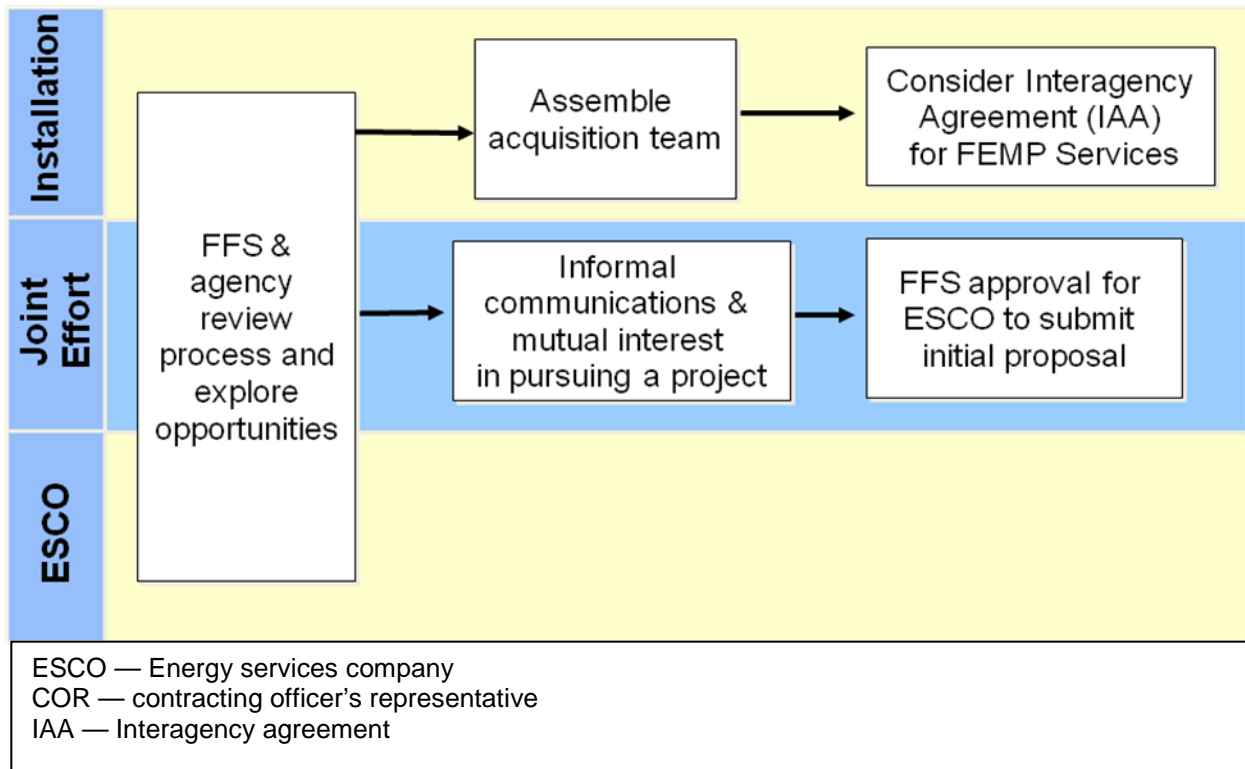 Installation
Assemble
acquisition team
Consider Interagency
Agreement (IAA)
for FEMP Services
Joint
Effort
FFS &
agency
review
process and
explore
opportunities
Informal
communications &
mutual interest
in pursuing a project
FFS approval for
ESCO to submit
initial proposal
ESCO
ESCO — Energy services company
COR — contracting officer’s representative
IAA — Interagency agreement